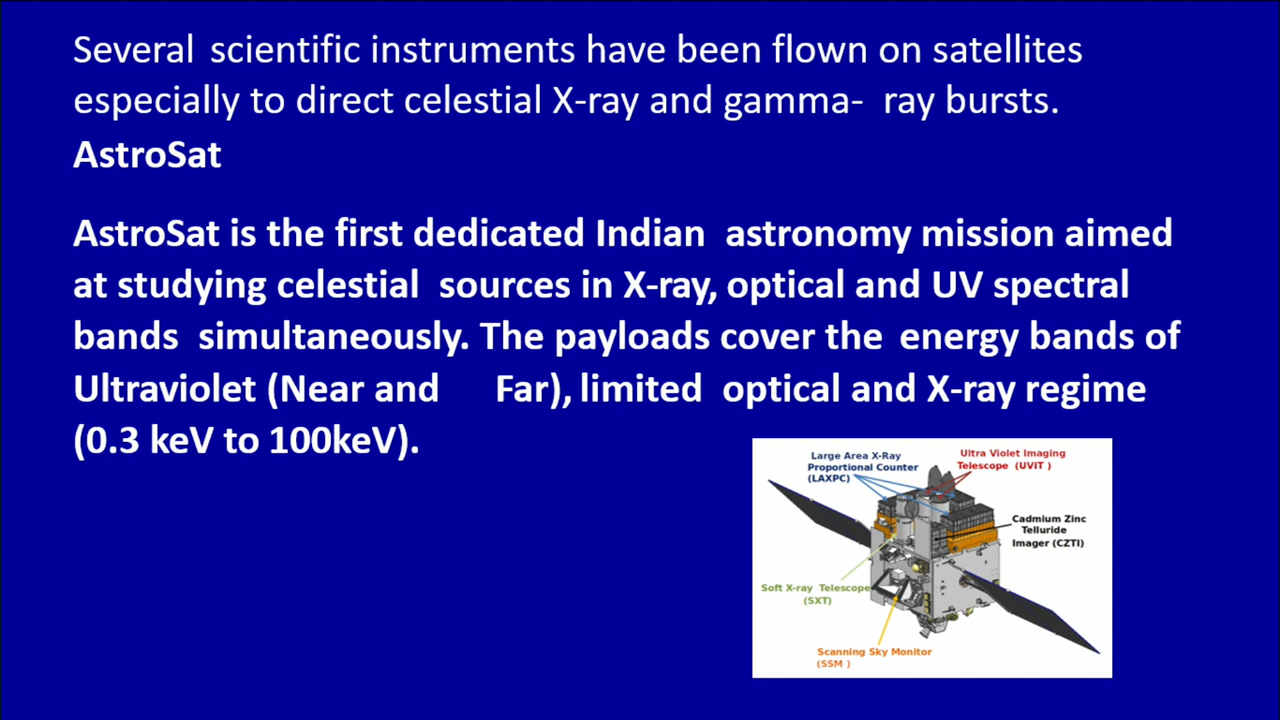 Several scientific instruments have been flown on satellites
especially to direct celestial X-ray and gamma- ray bursts.
AstroSat
AstroSat is the first dedicated Indian astronomy mission aimed
at studying celestial sources in X-ray, optical and UV spectral
bands simultaneously. The payloads cover the energy bands of
Ultraviolet (Near and Far), limited optical and X-ray regime
(0.3 keV to 100keV).
Large Area X-Ray
Proportional Counter
(LAXPC)
Ultra Violet Imaging
Telescope (UVIT )
Cadmium Zinc
Telluride
Imager (CZTI)
Soft X-ray Telescope
(SXT)
Scanning Sky Monitor
(SSM )